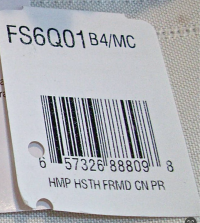 FS6Q01 B4/MC
6 57326 88809 8
HMP HSTH FRMD CN PR